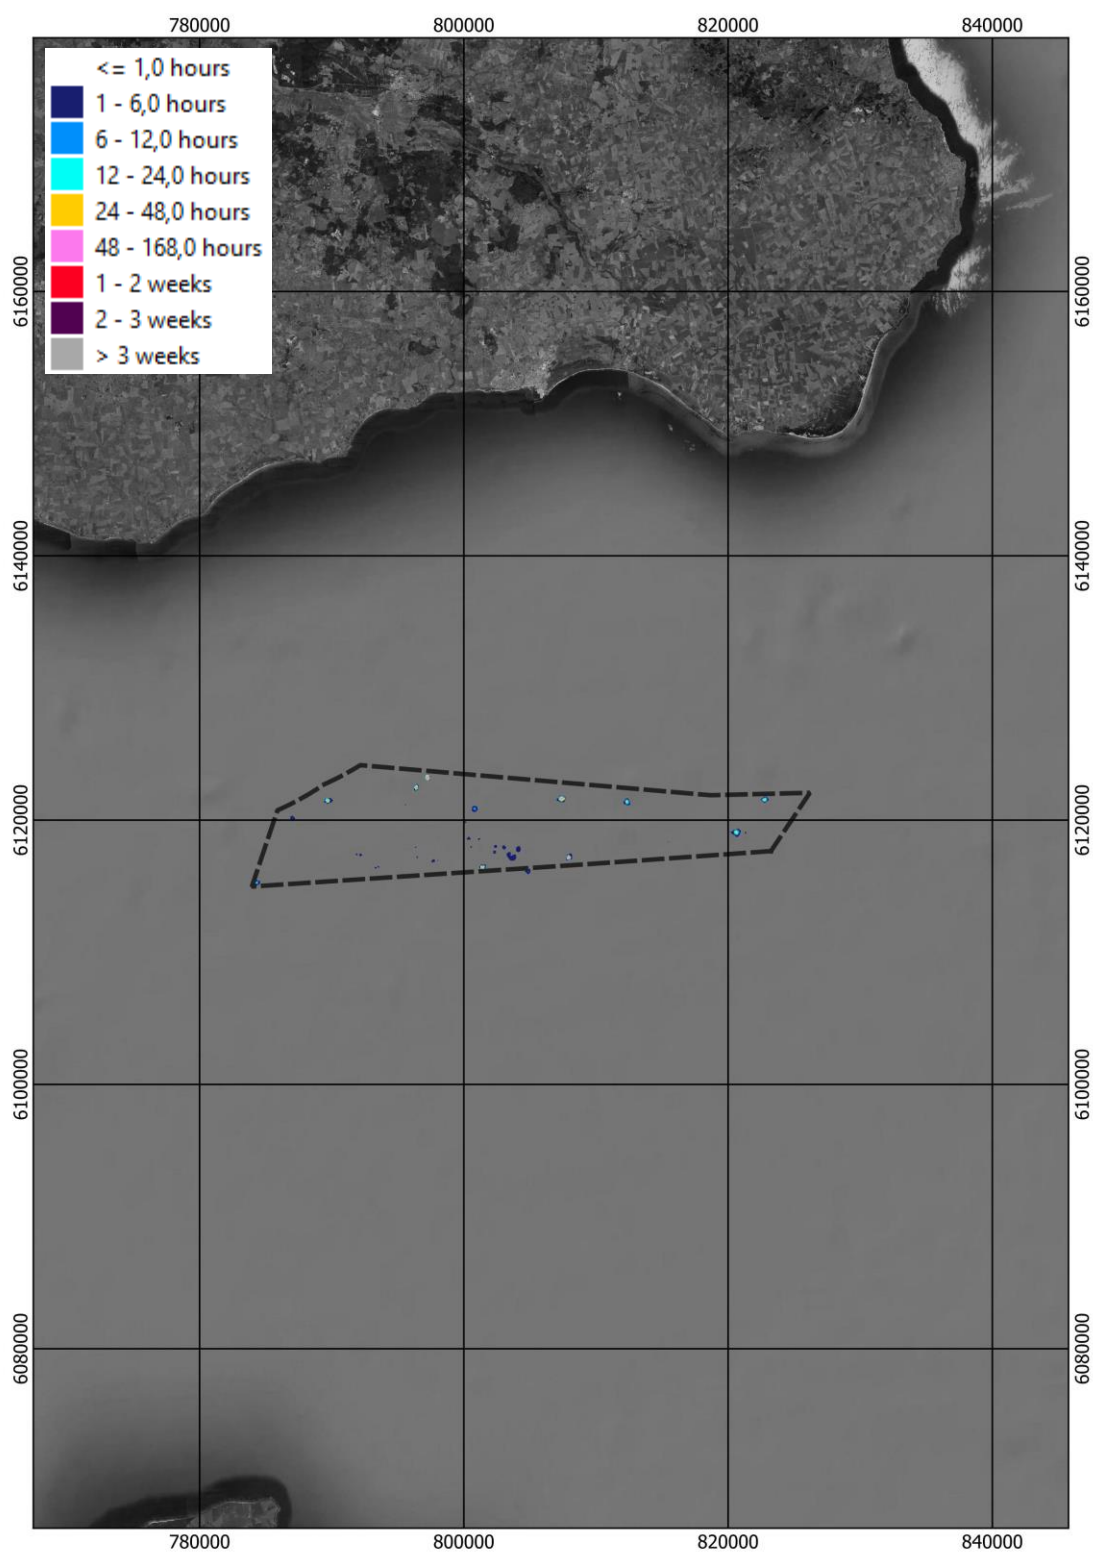 780000 800000 820000 840000
<= 1,0 hours
1 - 6,0 hours
6 - 12,0 hours
12 - 24,0 hours
24 - 48,0 hours
48 - 168,0 hours
1 - 2 weeks
2 - 3 weeks
> 3 weeks
6160000 6160000
6140000 6140000
6120000 6120000
6100000 6100000
6080000 6080000
780000 800000 820000 840000